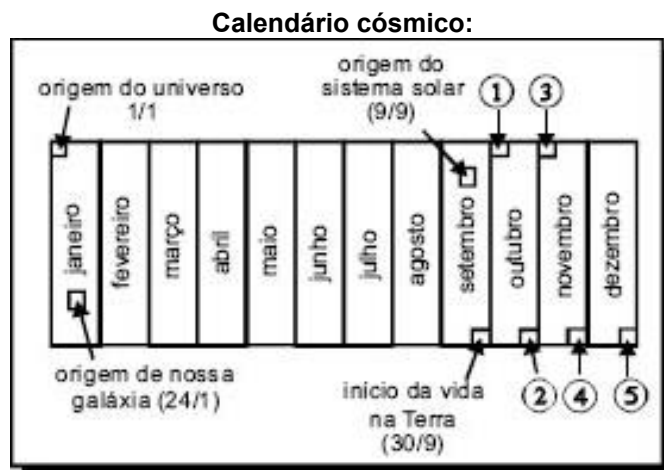 Calendário cósmico:
origem do universo
1/1
origem do
sistema solar
(9/9)
1
3
janeiro
fevereiro
março
abril
maio
junho
julho
agosto
setembro
outubro
novembro
dezembro
origem de nossa
galáxia (24/1)
início da vida
na Terra
(30/9)
2
4
5